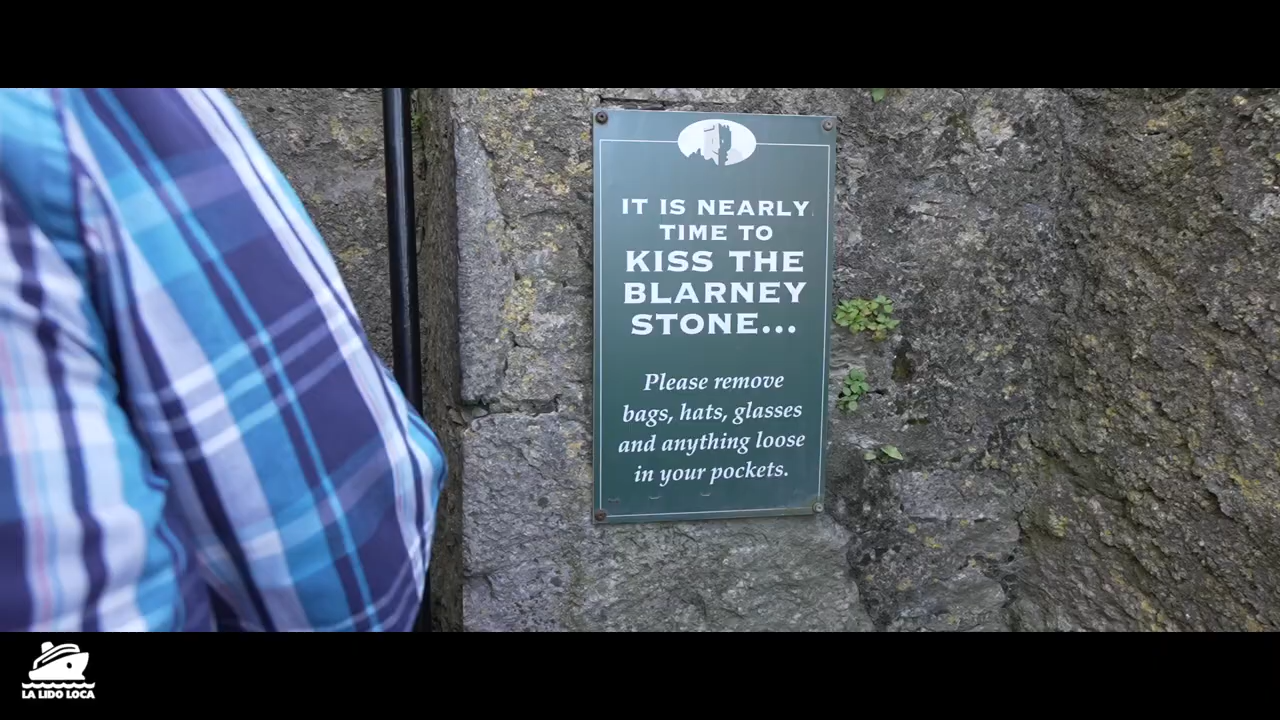 IT IS NEARLY
TIME TO
KISS THE
BLARNEY
STONE...
Please remove
bags, hats, glasses
and anything loose
in your pockets.
LA LIDO LOCA